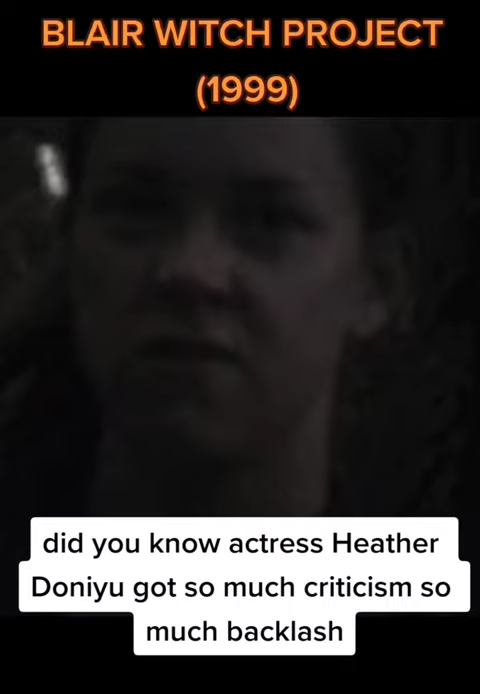 BLAIR WITCH PROJECT
(1999)
did you know actress Heather
Doniyu got so much criticism so
much backlash